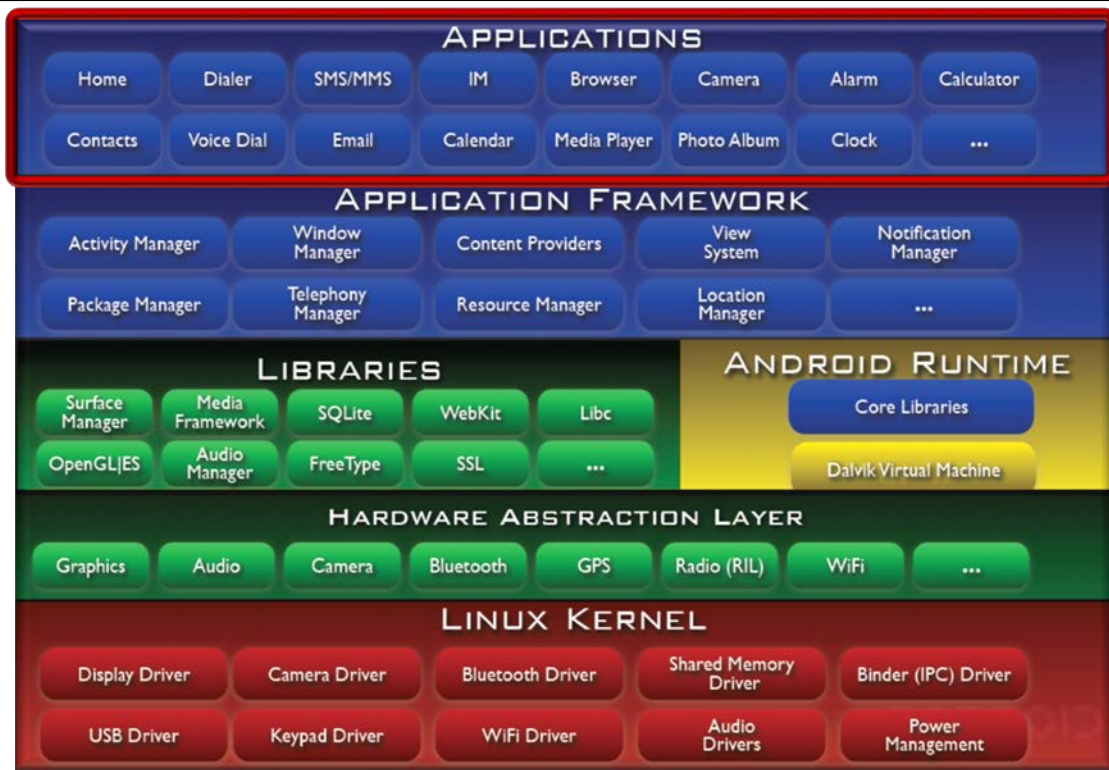 APPLICATIONS
Home Dialer SMS/MMS IM Browser Camera Alarm Calculator
Contacts Voice Dial Email Calendar Media Player Photo Album Clock ...
APPLICATION FRAMEWORK
Activity Manager Window Manager Content Providers View System Notification Manager
Package Manager Telephony Manager Resource Manager Location Manager ...
LIBRARIES
Surface Manager Media Framework SQLite WebKit Libc
OpenGL|ES Audio Manager FreeType SSL ...
ANDROID RUNTIME
Core Libraries
Dalvik Virtual Machine
HARDWARE ABSTRACTION LAYER
Graphics Audio Camera Bluetooth GPS Radio (RIL) WiFi ...
LINUX KERNEL
Display Driver Camera Driver Bluetooth Driver Shared Memory Driver Binder (IPC) Driver
USB Driver Keypad Driver WiFi Driver Audio Drivers Power Management